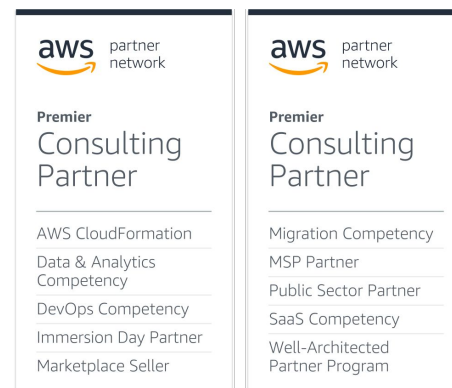 aws partner
network
Premier
Consulting
Partner
AWS CloudFormation
Data & Analytics
Competency
DevOps Competency
Immersion Day Partner
Marketplace Seller
aws partner
network
Premier
Consulting
Partner
Migration Competency
MSP Partner
Public Sector Partner
SaaS Competency
Well-Architected
Partner Program